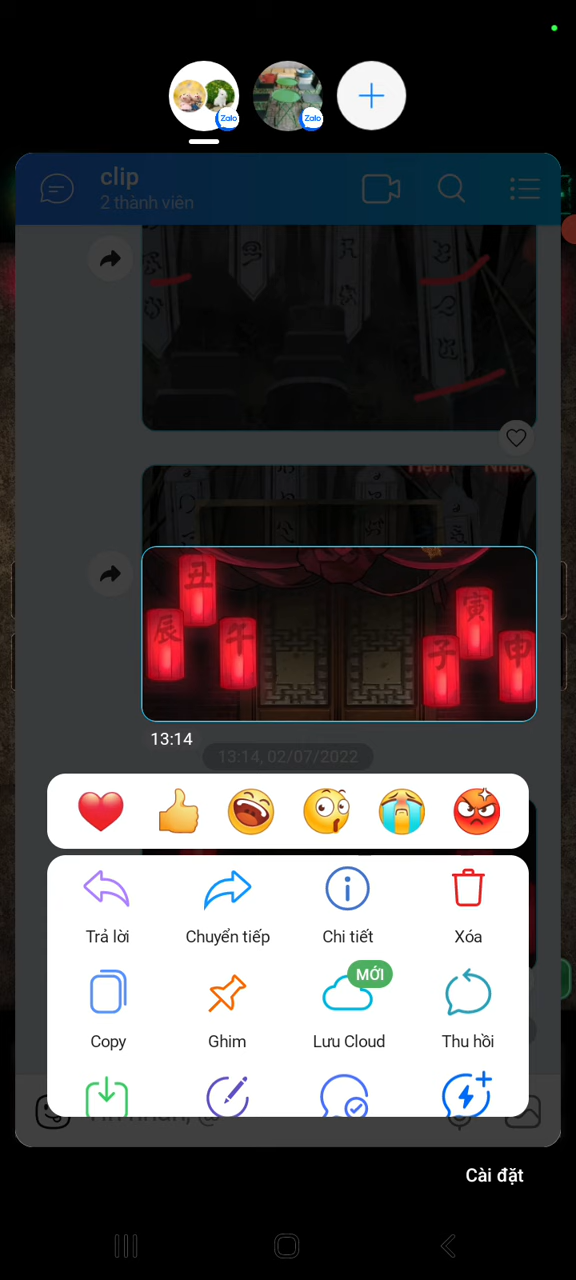 Zalo
Zalo
clip
2 thành viên
丑
辰
午
寅
子
申
13:14
13:14, 02/07/2022
Trả lời
Chuyển tiếp
Chi tiết
Xóa
MỚI
Copy
Ghim
Lưu Cloud
Thu hồi
Cài đặt